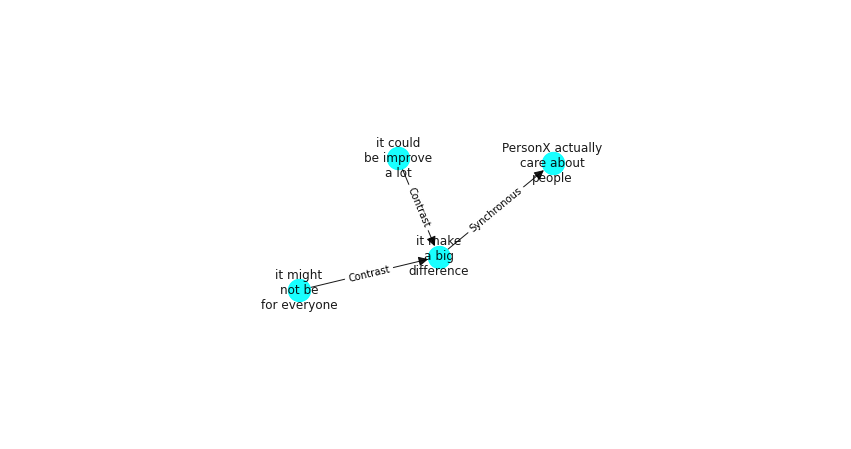 it could
be improve
a lot
PersonX actually
care about
people
Contrast
Synchronous
it make
a big
difference
Contrast
it might
not be
for everyone